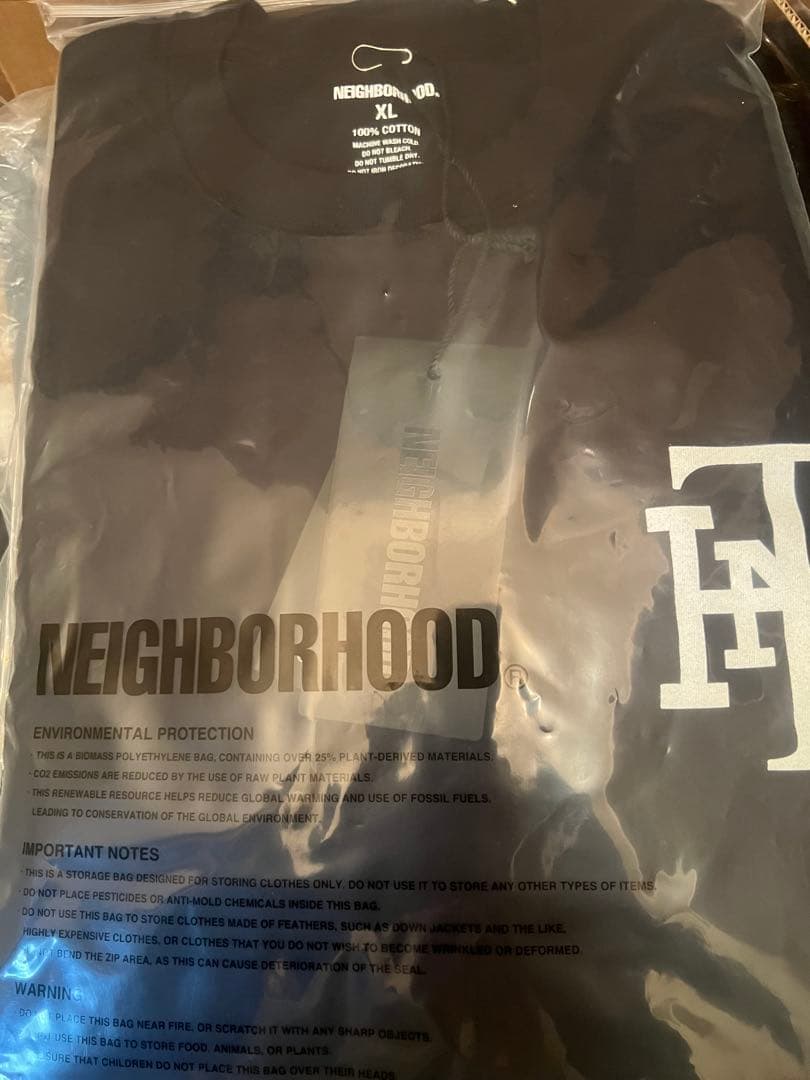 NEIGHBORHOOD.
XL
100% COTTON
MACHINE WASH COLD
DO NOT BLEACH.
DO NOT TUMBLE DRY.
NEIGHBORHOOD
NEIGHBORHOOD®
ENVIRONMENTAL PROTECTION
· THIS IS A BIOMASS POLYETHYLENE BAG, CONTAINING OVER 25% PLANT-DERIVED MATERIALS.
· CO2 EMISSIONS ARE REDUCED BY THE USE OF RAW PLANT MATERIALS.
· THIS RENEWABLE RESOURCE HELPS REDUCE GLOBAL WARMING AND USE OF FOSSIL FUELS.
LEADING TO CONSERVATION OF THE GLOBAL ENVIRONMENT.
IMPORTANT NOTES
· THIS IS A STORAGE BAG DESIGNED FOR STORING CLOTHES ONLY. DO NOT USE IT TO STORE ANY OTHER TYPES OF ITEMS.
· DO NOT PLACE PESTICIDES OR ANTI-MOLD CHEMICALS INSIDE THIS BAG.
· DO NOT USE THIS BAG TO STORE CLOTHES MADE OF FEATHERS, SUCH AS DOWN JACKETS AND THE LIKE,
HIGHLY EXPENSIVE CLOTHES, OR CLOTHES THAT YOU DO NOT WISH TO BECOME WRINKLED OR DEFORMED.
BEND THE ZIP AREA, AS THIS CAN CAUSE DETERIORATION OF THE SEAL.
WARNING
· DO NOT PLACE THIS BAG NEAR FIRE, OR SCRATCH IT WITH ANY SHARP OBJECTS.
USE THIS BAG TO STORE FOOD, ANIMALS, OR PLANTS.
SURE THAT CHILDREN DO NOT PLACE THIS BAG OVER THEIR HEADS